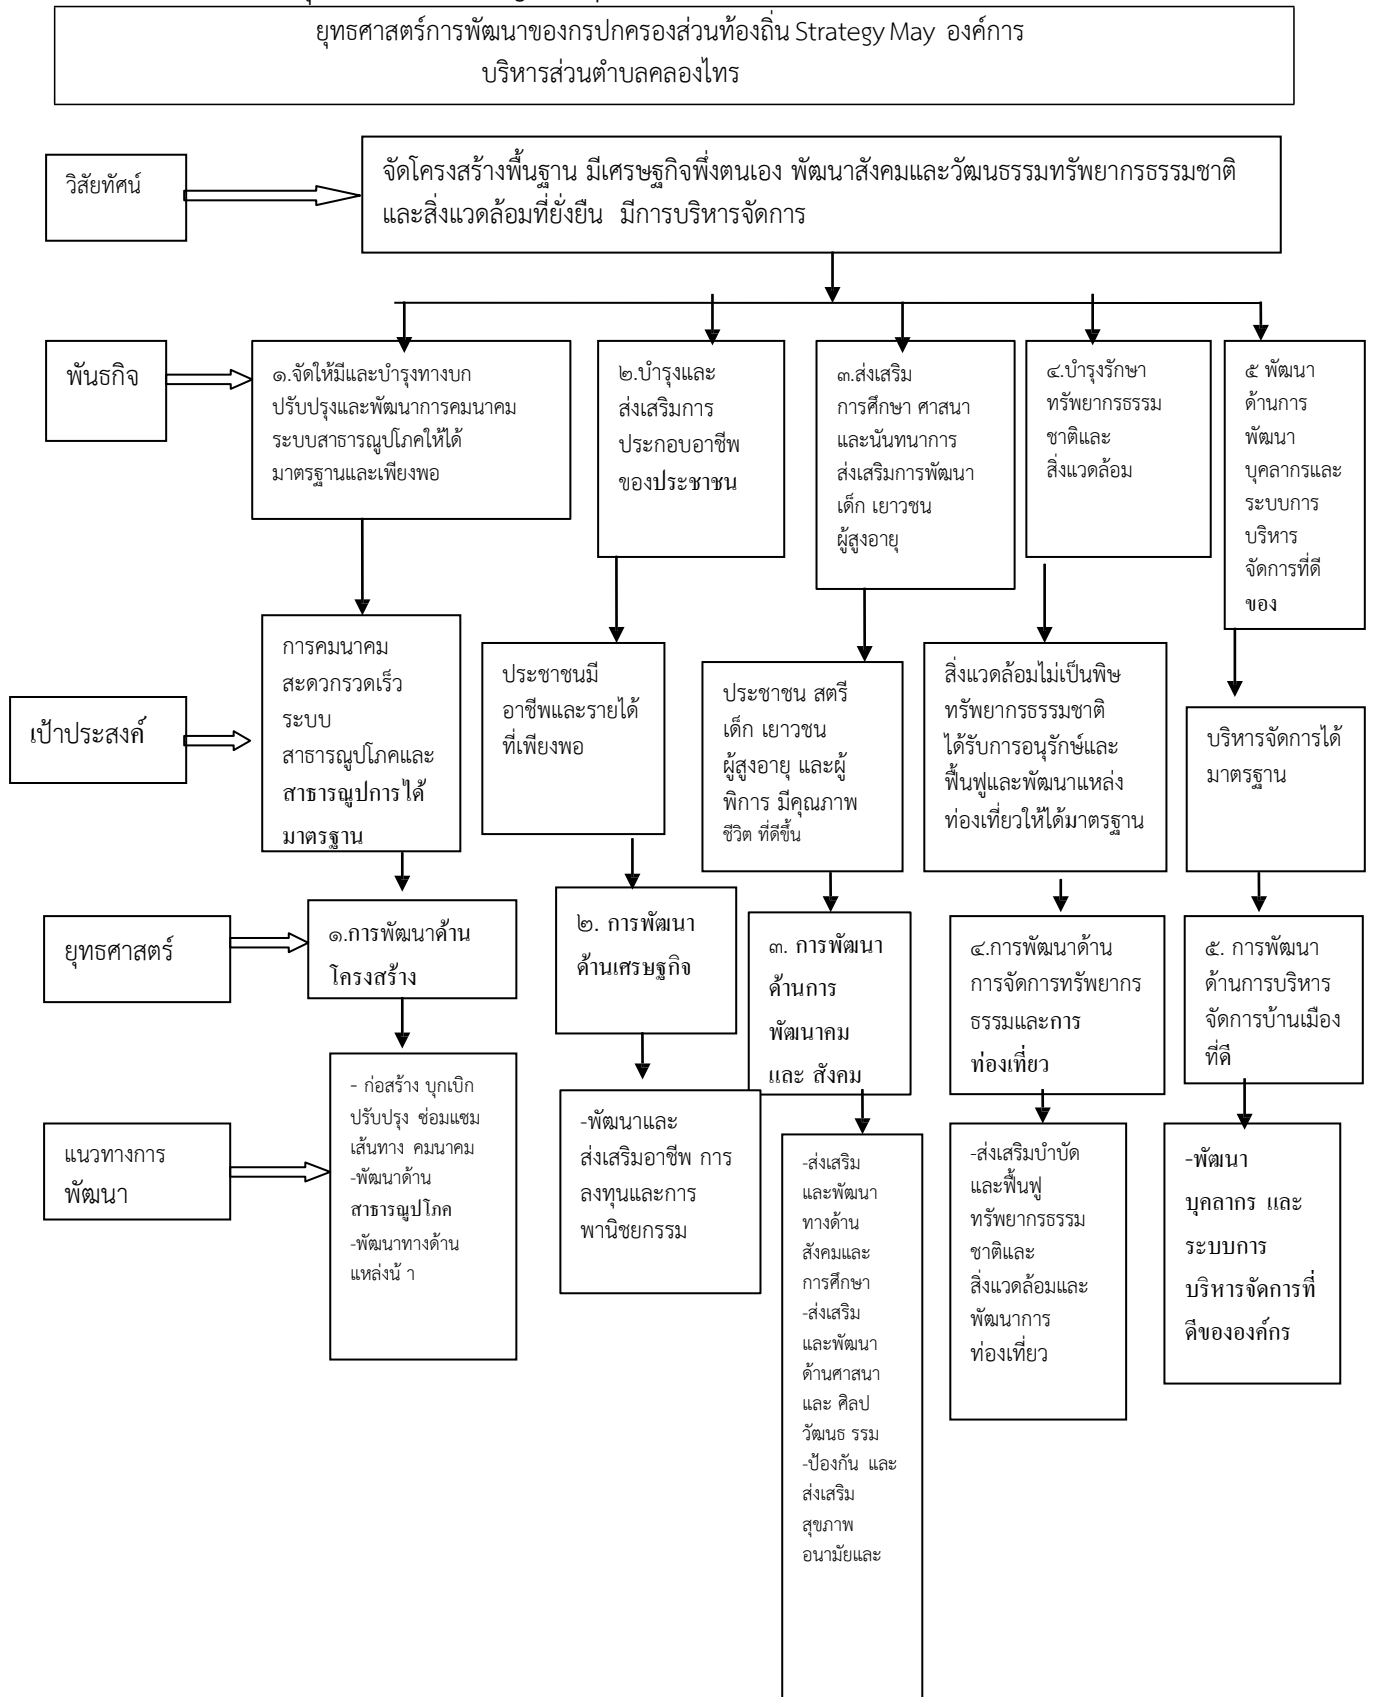 ยุทธศาสตร์การพัฒนาของกรปกครองส่วนท้องถิ่น Strategy May องค์การ
บริหารส่วนตำบลคลองไทร
วิสัยทัศน์
จัดโครงสร้างพื้นฐาน มีเศรษฐกิจพึ่งตนเอง พัฒนาสังคมและวัฒนธรรมทรัพยากรธรรมชาติ
และสิ่งแวดล้อมที่ยั่งยืน มีการบริหารจัดการ
พันธกิจ
๑.จัดให้มีและบำรุงทางบก
ปรับปรุงและพัฒนาการคมนาคม
ระบบสาธารณูปโภคให้ได้
มาตรฐานและเพียงพอ
๒.บำรุงและ
ส่งเสริมการ
ประกอบอาชีพ
ของประชาชน
๓.ส่งเสริม
การศึกษา ศาสนา
และนันทนาการ
ส่งเสริมการพัฒนา
เด็ก เยาวชน
ผู้สูงอายุ
๔.บำรุงรักษา
ทรัพยากรธรรม
ชาติและ
สิ่งแวดล้อม
๕ พัฒนา
ด้านการ
พัฒนา
บุคลากรและ
ระบบการ
บริหาร
จัดการที่ดี
ของ
เป้าประสงค์
การคมนาคม
สะดวกรวดเร็ว
ระบบ
สาธารณูปโภคและ
สาธารณูปการได้
มาตรฐาน
ประชาชนมี
อาชีพและรายได้
ที่เพียงพอ
ประชาชน สตรี
เด็ก เยาวชน
ผู้สูงอายุ และผู้
พิการ มีคุณภาพ
ชีวิต ที่ดีขึ้น
สิ่งแวดล้อมไม่เป็นพิษ
ทรัพยากรธรรมชาติ
ได้รับการอนุรักษ์และ
ฟื้นฟูและพัฒนาแหล่ง
ท่องเที่ยวให้ได้มาตรฐาน
บริหารจัดการได้
มาตรฐาน
ยุทธศาสตร์
๑.การพัฒนาด้าน
โครงสร้าง
๒. การพัฒนา
ด้านเศรษฐกิจ
๓. การพัฒนา
ด้านการ
พัฒนาคม
และ สังคม
๔.การพัฒนาด้าน
การจัดการทรัพยากร
ธรรมและการ
ท่องเที่ยว
๕. การพัฒนา
ด้านการบริหาร
จัดการบ้านเมือง
ที่ดี
แนวทางการ
พัฒนา
- ก่อสร้าง บุกเบิก
ปรับปรุง ซ่อมแซม
เส้นทาง คมนาคม
-พัฒนาด้าน
สาธารณูปโภค
-พัฒนาทางด้าน
แหล่งน้ า
-พัฒนาและ
ส่งเสริมอาชีพ การ
ลงทุนและการ
พานิชยกรรม
-ส่งเสริม
และพัฒนา
ทางด้าน
สังคมและ
การศึกษา
-ส่งเสริม
และพัฒนา
ด้านศาสนา
และ ศิลป
วัฒนธ รรม
-ป้องกัน และ
ส่งเสริม
สุขภาพ
อนามัยและ
-ส่งเสริมบำบัด
และฟื้นฟู
ทรัพยากรธรรม
ชาติและ
สิ่งแวดล้อมและ
พัฒนาการ
ท่องเที่ยว
-พัฒนา
บุคลากร และ
ระบบการ
บริหารจัดการที่
ดีขององค์กร